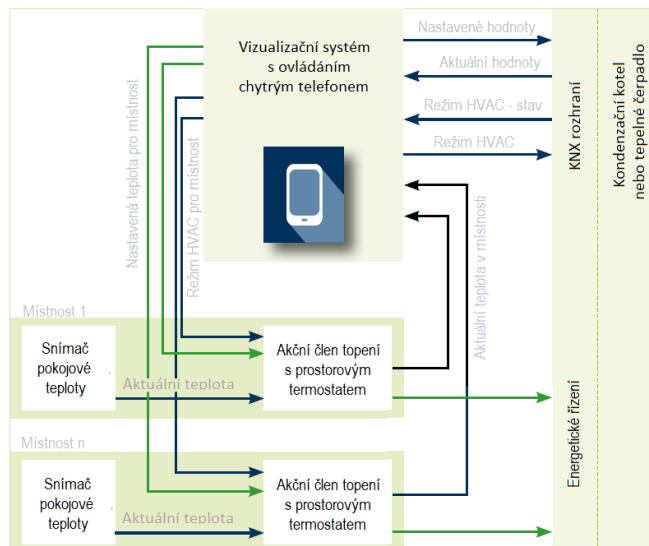 Vizualizační systém
s ovládáním
chytrým telefonem
Nastavené hodnoty
Aktuální hodnoty
Režim HVAC - stav
Režim HVAC
KNX rozhraní
Kondenzační kotel
nebo tepelné čerpadlo
Nastavená teplota pro místnost
Režim HVAC pro místnost
Aktuální teplota v místnosti
Místnost 1
Snímač
pokojové
teploty
Aktuální teplota
Akční člen topení
s prostorovým
termostatem
Energetické řízení
Místnost n
Snímač
pokojové
teploty
Aktuální teplota
Akční člen topení
s prostorovým
termostatem